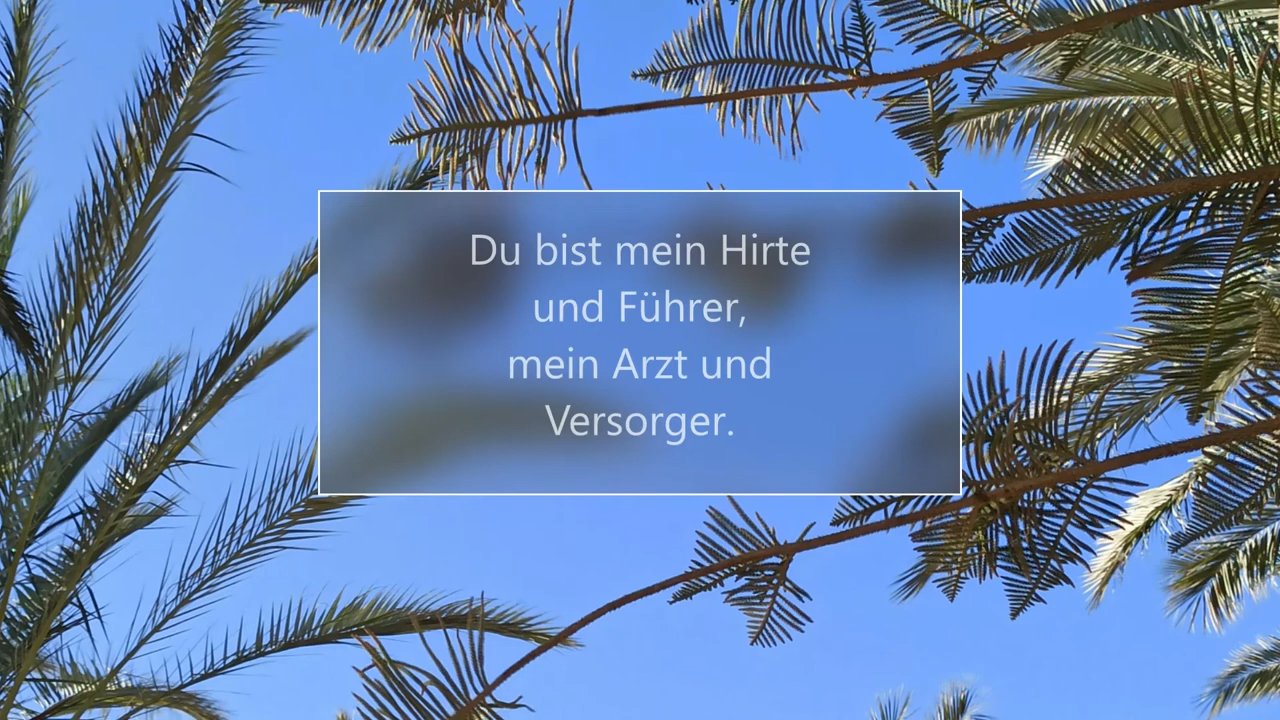 Du bist mein Hirte
und Führer,
mein Arzt und
Versorger.